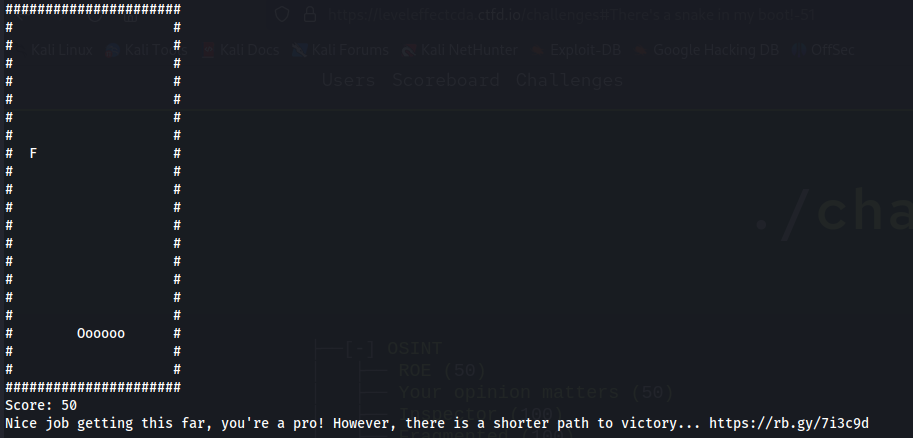 ######################
#                    #
#                    #
#                    #
#                    #
#                    #
#                    #
#                    #
#  F                 #
#                    #
#                    #
#                    #
#                    #
#                    #
#                    #
#                    #
#                    #
#                    #
#        Oooooo      #
#                    #
#                    #
######################
Score: 50
Nice job getting this far, you're a pro! However, there is a shorter path to victory... https://rb.gy/7i3c9d
Kali Linux Kali Docs Kali Forums Kali NetHunter Exploit-DB Google Hacking DB OffSec
Users Scoreboard Challenges
./cha
[-] OSINT
ROE (50)
Your opinion matters (50)
Inspector (100)